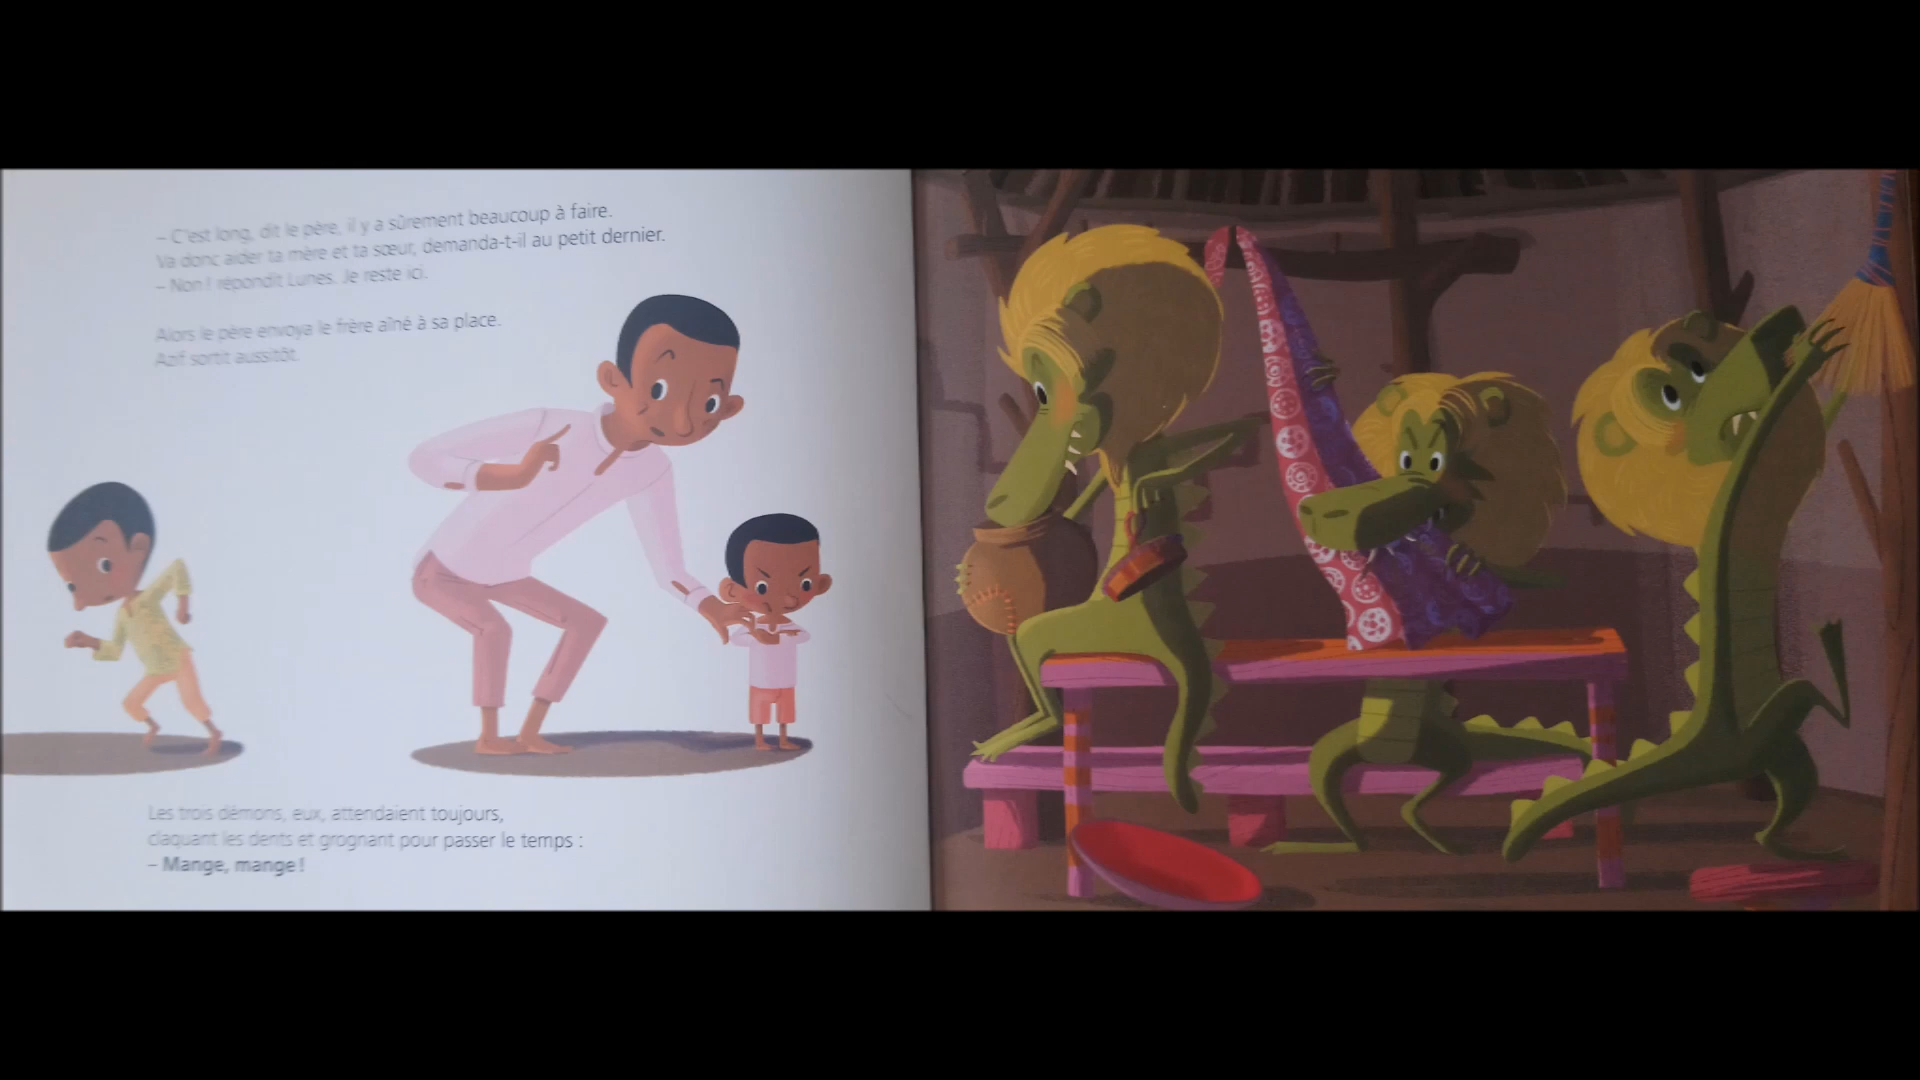 – C'est long, dit le père, il y a sûrement beaucoup à faire.
Va donc aider ta mère et ta sœur, demanda-t-il au petit dernier.
– Non ! répondit Lunes. Je reste ici.
Alors le père envoya le frère aîné à sa place.
Azif sortit aussitôt.
Les trois démons, eux, attendaient toujours,
claquant les dents et grognant pour passer le temps :
– Mange, mange !